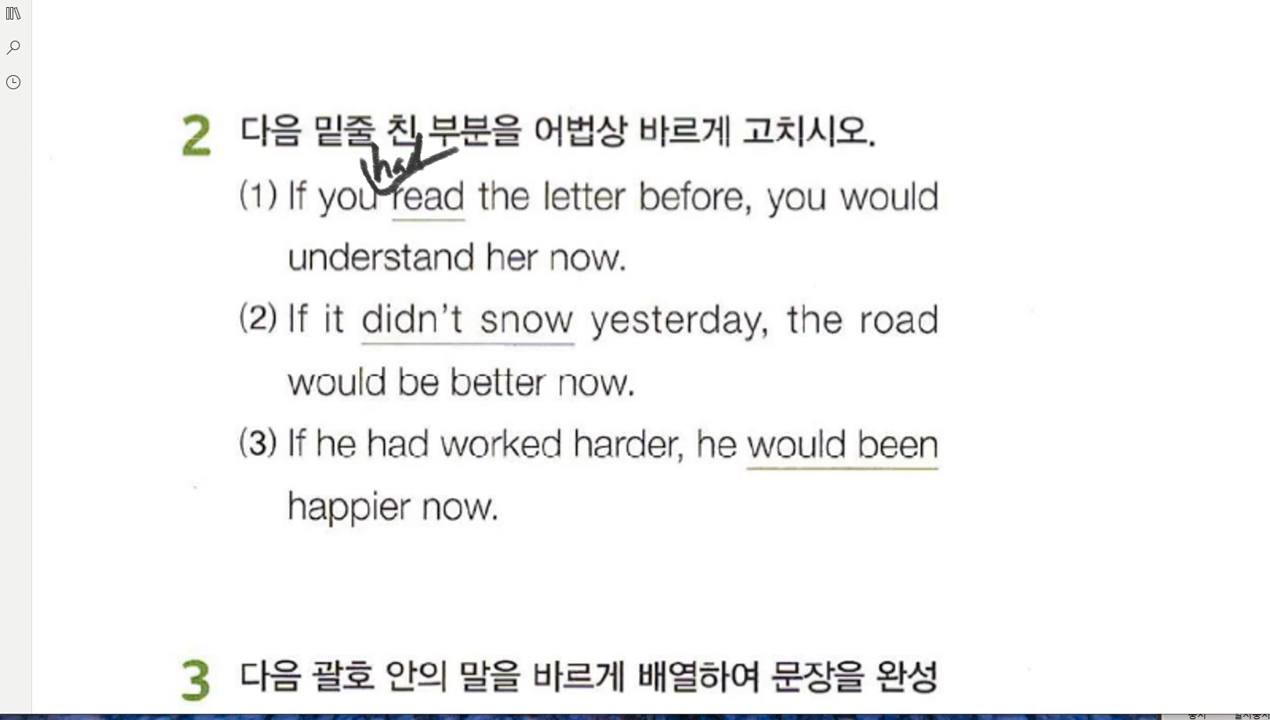 2 다음 밑줄 친 부분을 어법상 바르게 고치시오.
had
(1) If you read the letter before, you would
understand her now.
(2) If it didn't snow yesterday, the road
would be better now.
(3) If he had worked harder, he would been
happier now.
3 다음 괄호 안의 말을 바르게 배열하여 문장을 완성